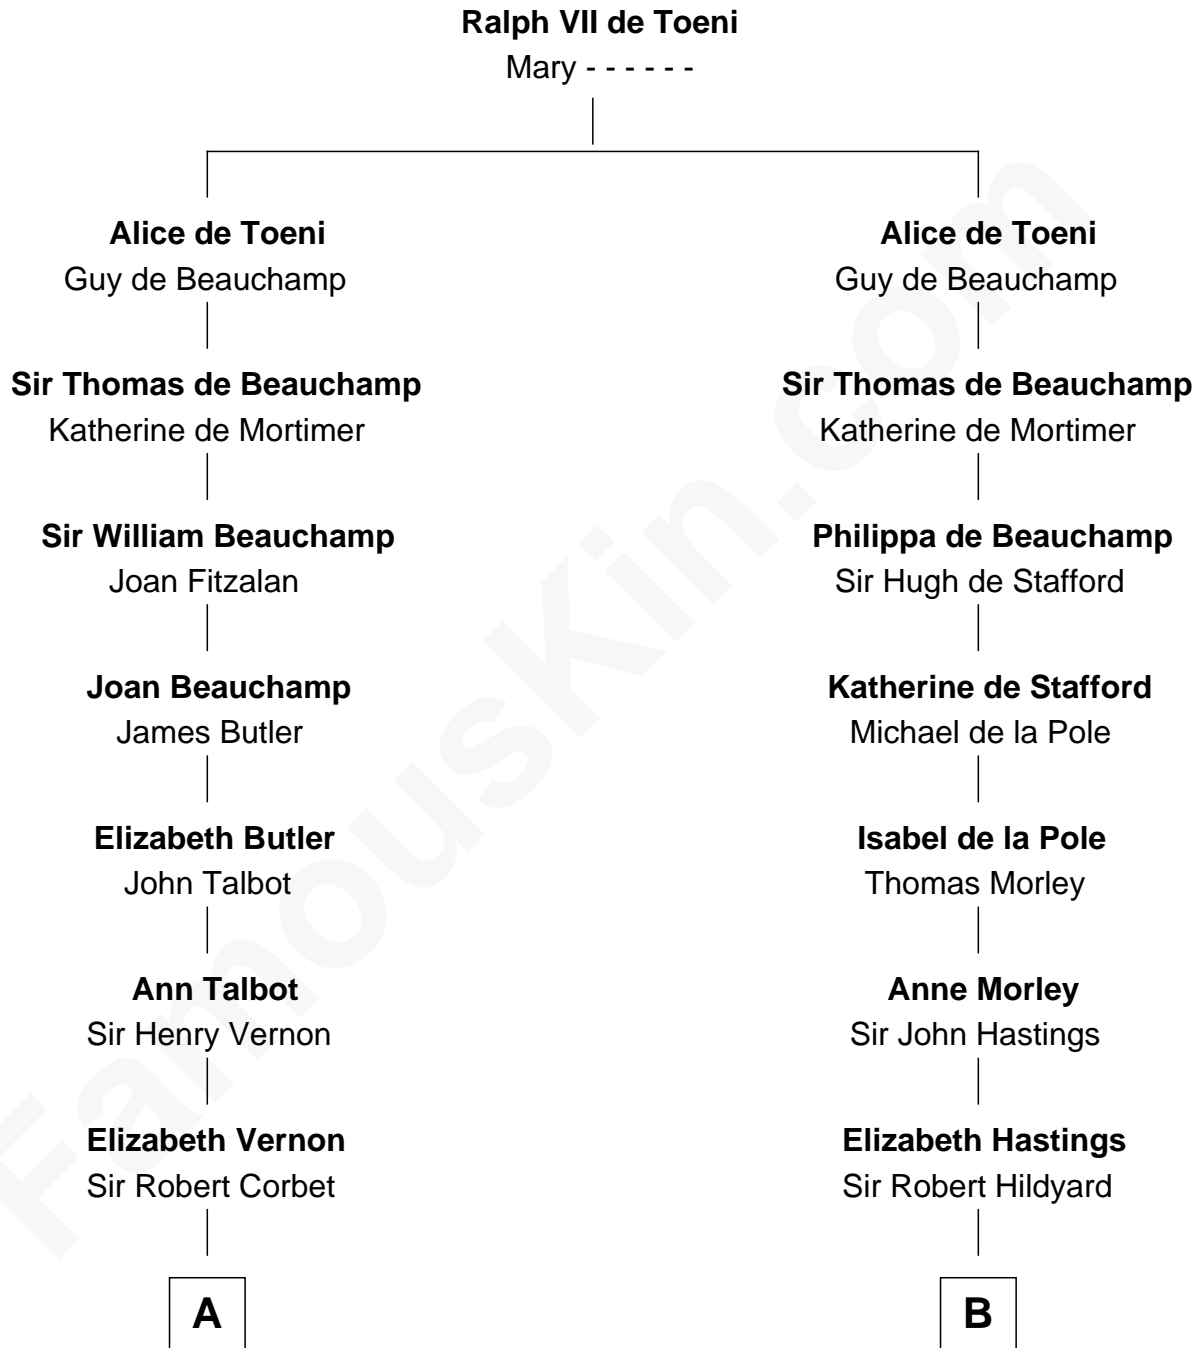 Ralph VII de Toeni
Mary - - - - - -
Alice de Toeni
Guy de Beauchamp
Sir Thomas de Beauchamp
Katherine de Mortimer
Sir William Beauchamp
Joan Fitzalan
Joan Beauchamp
James Butler
Elizabeth Butler
John Talbot
Ann Talbot
Sir Henry Vernon
Elizabeth Vernon
Sir Robert Corbet
A
Alice de Toeni
Guy de Beauchamp
Sir Thomas de Beauchamp
Katherine de Mortimer
Philippa de Beauchamp
Sir Hugh de Stafford
Katherine de Stafford
Michael de la Pole
Isabel de la Pole
Thomas Morley
Anne Morley
Sir John Hastings
Elizabeth Hastings
Sir Robert Hildyard
B
FamousKin.com